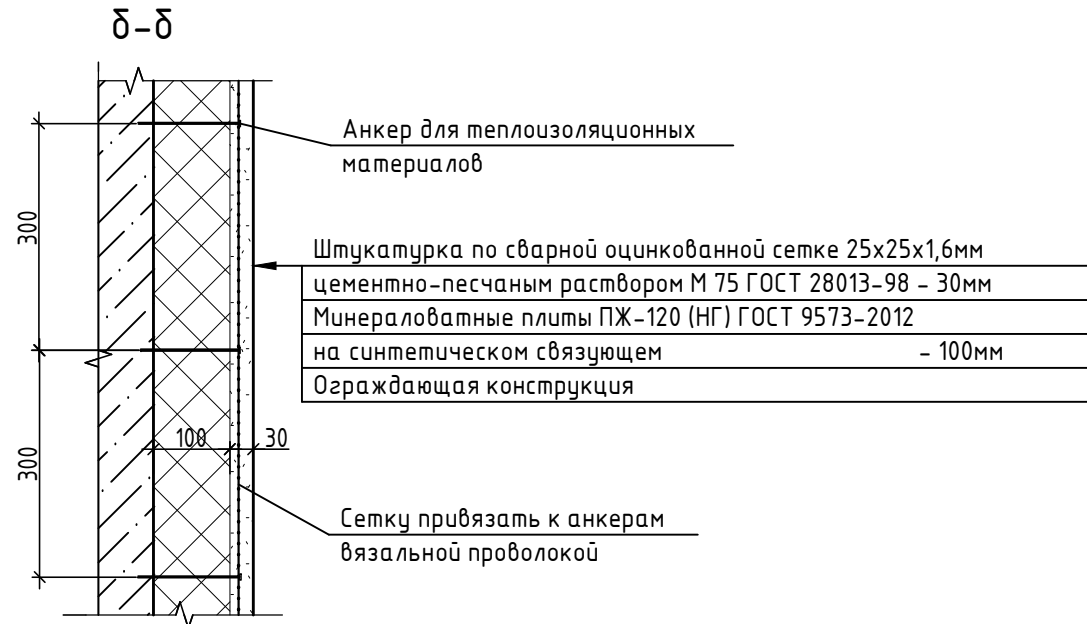 δ-δ
Анкер для теплоизоляционных
материалов
300
Штукатурка по сварной оцинкованной сетке 25х25х1,6мм
цементно-песчаным раствором М 75 ГОСТ 28013-98 - 30мм
Минераловатные плиты ПЖ-120 (НГ) ГОСТ 9573-2012
на синтетическом связующем - 100мм
Ограждающая конструкция
100 30
300
Сетку привязать к анкерам
вязальной проволокой